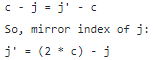 c - j = j' - c
So, mirror index of j:
j' = (2 * c) - j